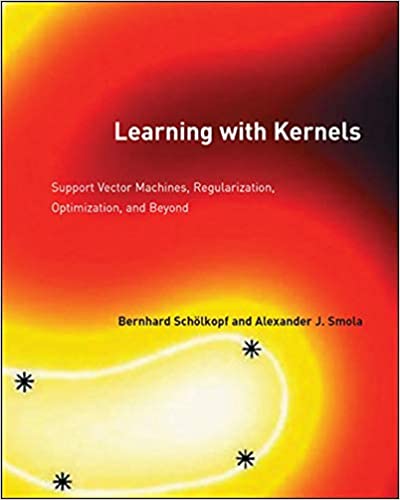 Learning with Kernels
Support Vector Machines, Regularization,
Optimization, and Beyond
Bernhard Schölkopf and Alexander J. Smola